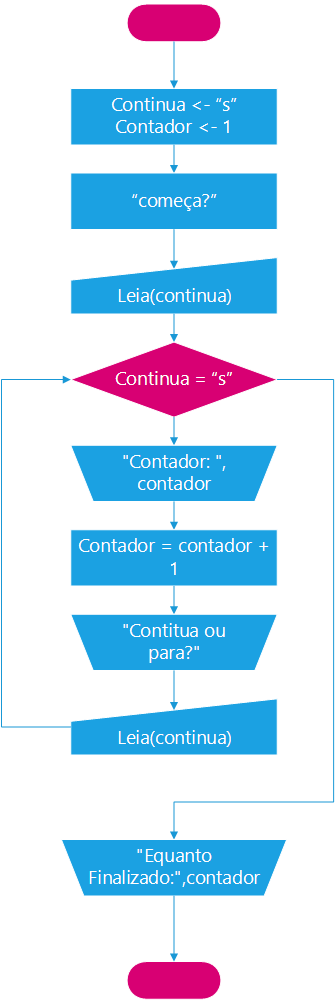 Continua <- “s”
Contador <- 1
“começa?”
Leia(continua)
Continua = “s”
"Contador: ",
contador
Contador = contador +
1
"Contitua ou
para?"
Leia(continua)
"Equanto
Finalizado:",contador